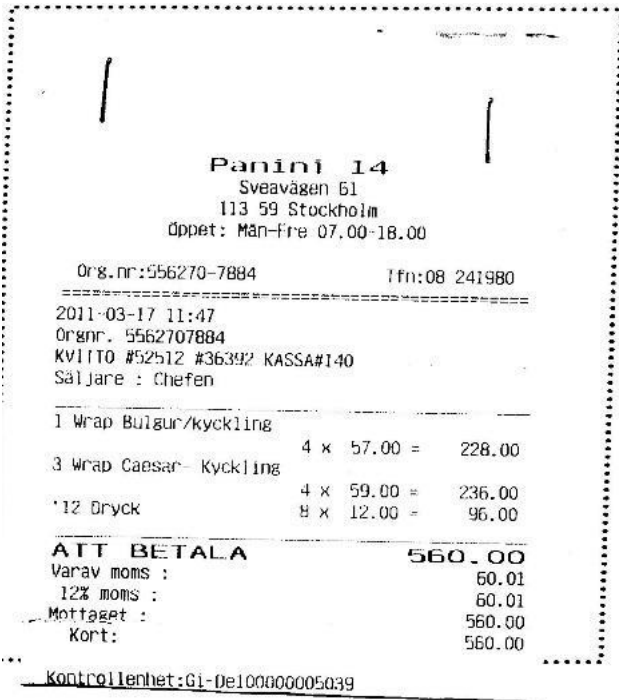 Panini 14
Sveavägen 61
113 59 Stockholm
Öppet: Mån-Fre 07.00-18.00
Org.nr:556270-7884 Tfn:08 241980
2011-03-17 11:47
Orgnr. 5562707884
KVITTO #52512 #36392 KASSA#140
Säljare : Chefen
1 Wrap Bulgur/kyckling
4 x 57.00 = 228.00
3 Wrap Caesar- Kyckling
4 x 59.00 = 236.00
'12 Dryck 8 x 12.00 = 96.00
ATT BETALA 560.00
Varav moms : 60.01
12% moms : 60.01
Mottaget : 560.00
Kort: 560.00
Kontrollenhet:Gi-De100000005039